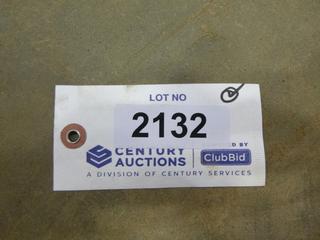 LOT NO
2132
CENTURY
AUCTIONS
D BY
ClubBid
A DIVISION OF CENTURY SERVICES